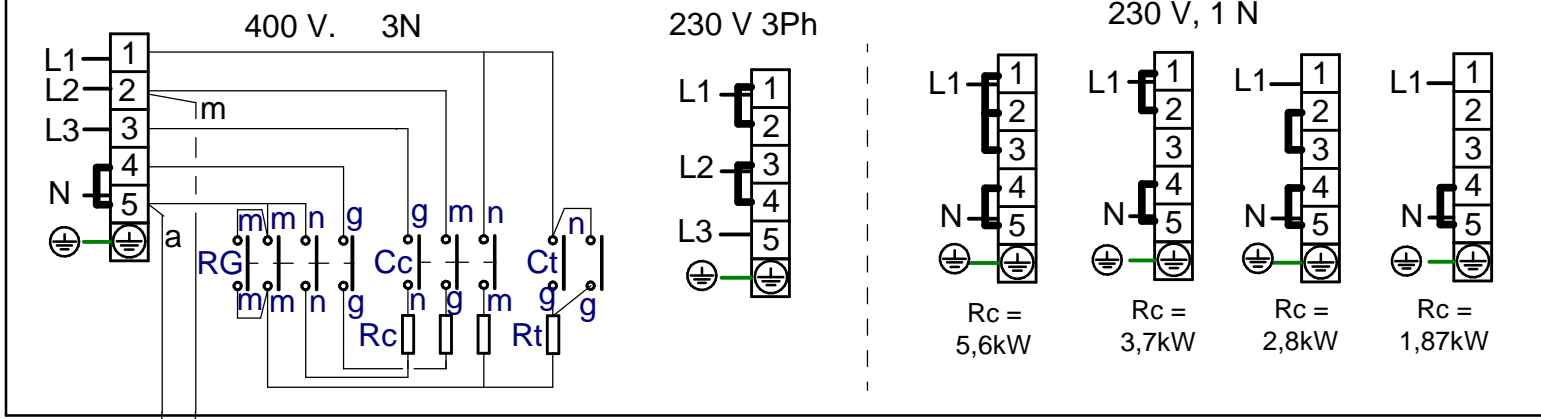 400 V. 3N
L1 1
L2 2
m
L3 3
4
N
5
a
m m n g g m n n
RG Cc Ct
m m n g n g m g g
Rc Rt
230 V 3Ph
L1 1
2
L2 3
4
L3 5
230 V, 1 N
L1 1
2
3
4
N 5
Rc =
5,6kW
L1 1
2
3
4
N 5
Rc =
3,7kW
L1 1
2
3
4
N 5
Rc =
2,8kW
L1 1
2
3
4
N 5
Rc =
1,87kW